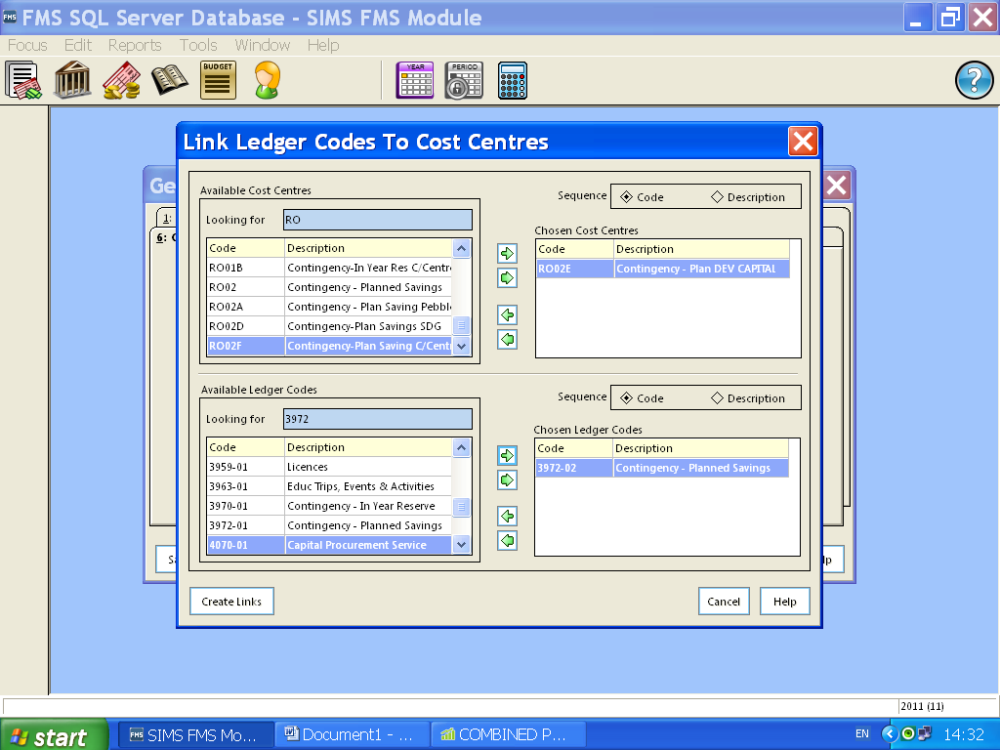 FMS FMS SQL Server Database - SIMS FMS Module
Focus Edit Reports Tools Window Help
BUDGET YEAR PERIOD ?
Link Ledger Codes To Cost Centres
Ge
1:
6: C
Available Cost Centres
Sequence Code Description
Looking for RO
Code Description
RO01B Contingency-In Year Res C/Centre
RO02 Contingency - Planned Savings
RO02A Contingency - Plan Saving Pebbl
RO02D Contingency-Plan Savings SDG
RO02F Contingency-Plan Saving C/Centr
Chosen Cost Centres
Code Description
RO02E Contingency - Plan DEV CAPITAL
Available Ledger Codes
Sequence Code Description
Looking for 3972
Code Description
3959-01 Licences
3963-01 Educ Trips, Events & Activities
3970-01 Contingency - In Year Reserve
3972-01 Contingency - Planned Savings
4070-01 Capital Procurement Service
Chosen Ledger Codes
Code Description
3972-02 Contingency - Planned Savings
Sa
lp
Create Links Cancel Help
2011 (11)
start FMS SIMS FMS Mo... Document1 - ... COMBINED P... EN 14:32